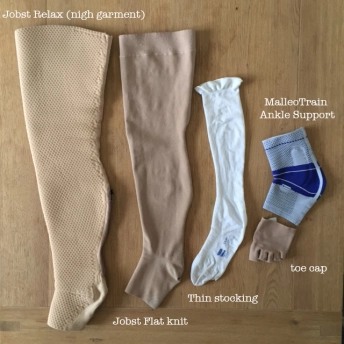 Jobst Relax (nigh garment)
MalleoTrain
Ankle Support
toe cap
Thin stocking
Jobst Flat knit